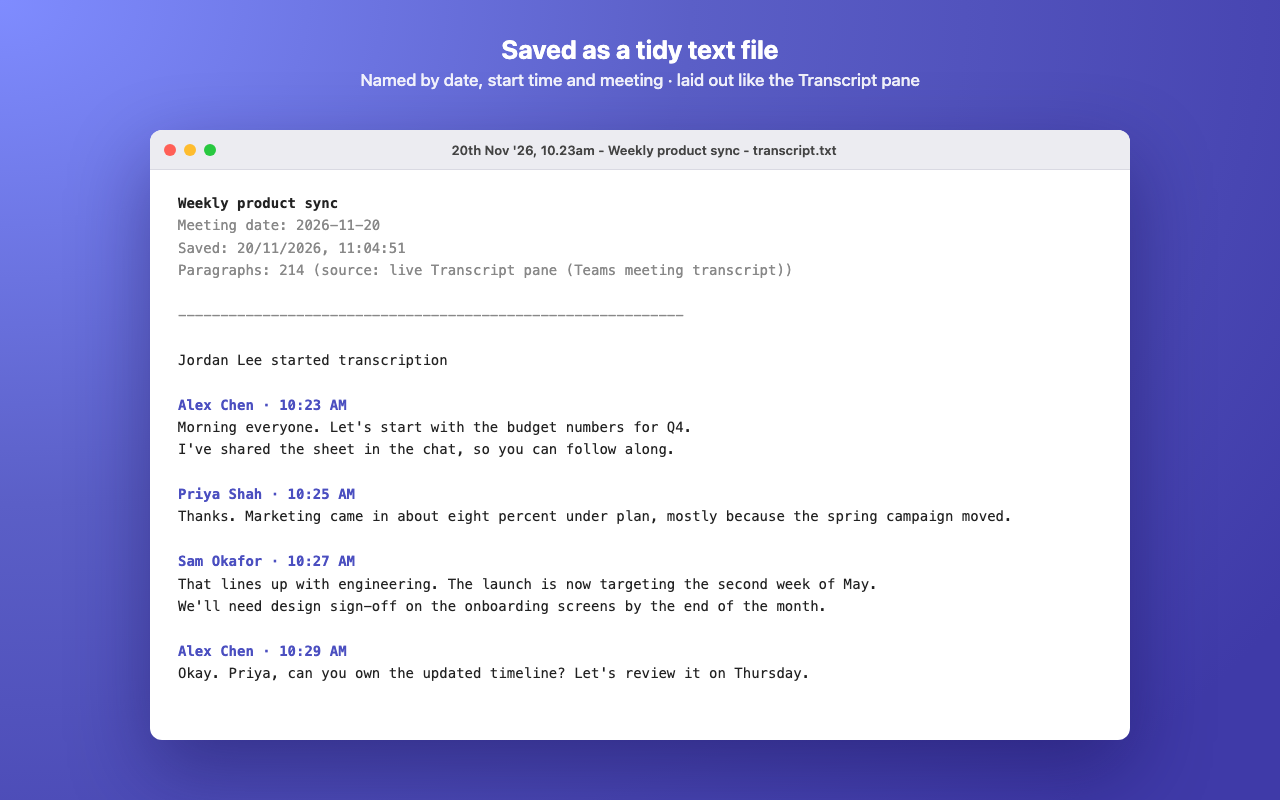 Saved as a tidy text file
Named by date, start time and meeting · laid out like the Transcript pane
20th Nov '26, 10.23am - Weekly product sync - transcript.txt
Weekly product sync
Meeting date: 2026-11-20
Saved: 20/11/2026, 11:04:51
Paragraphs: 214 (source: live Transcript pane (Teams meeting transcript))
------------------------------------------------------------
Jordan Lee started transcription
Alex Chen · 10:23 AM
Morning everyone. Let's start with the budget numbers for Q4.
I've shared the sheet in the chat, so you can follow along.
Priya Shah · 10:25 AM
Thanks. Marketing came in about eight percent under plan, mostly because the spring campaign moved.
Sam Okafor · 10:27 AM
That lines up with engineering. The launch is now targeting the second week of May.
We'll need design sign-off on the onboarding screens by the end of the month.
Alex Chen · 10:29 AM
Okay. Priya, can you own the updated timeline? Let's review it on Thursday.